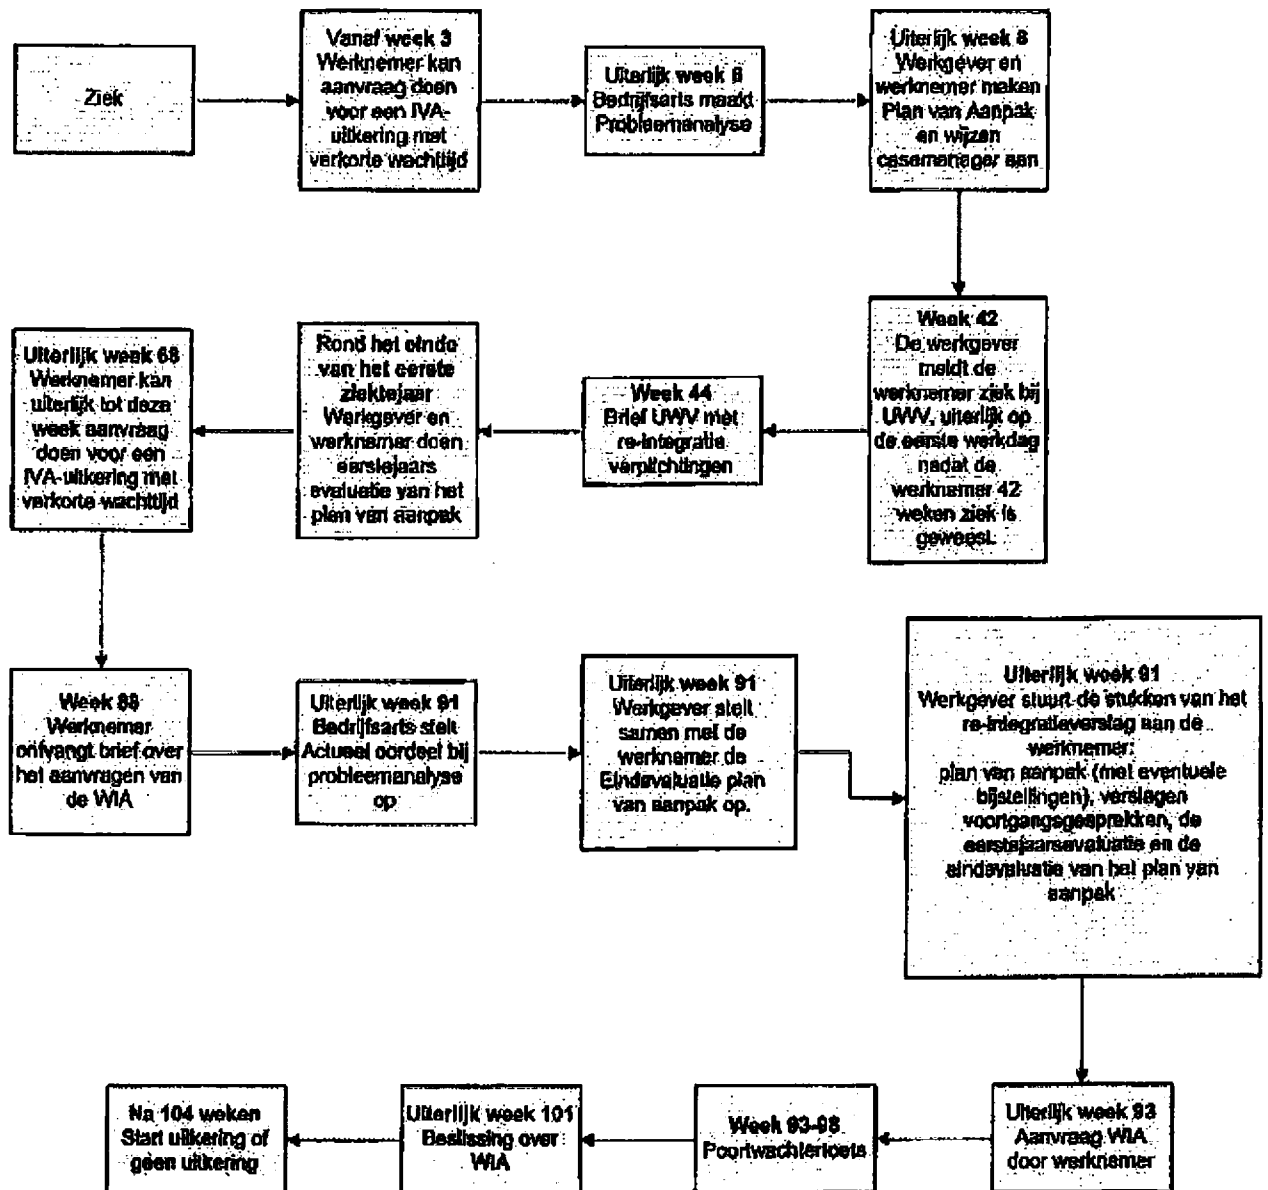 Ziek
Vanaf week 3
Werknemer kan
aanvraag doen
voor een IVA-
uitkering met
verkorte wachttijd
Uiterlijk week 6
Bedrijfsarts maakt
Probleemanalyse
Uiterlijk week 8
Werkgever en
werknemer maken
Plan van Aanpak
en wijzen
casemanager aan
Week 42
De werkgever
meldt de
werknemer ziek bij
UWV, uiterlijk op
de eerste werkdag
nadat de
werknemer 42
weken ziek is
geweest.
Week 44
Brief UWV met
re-integratie
verplichtingen
Rond het einde
van het eerste
ziektejaar
Werkgever en
werknemer doen
eerstejaars
evaluatie van het
plan van aanpak
Uiterlijk week 68
Werknemer kan
uiterlijk tot deze
week aanvraag
doen voor een
IVA-uitkering met
verkorte wachttijd
Week 88
Werknemer
ontvangt brief over
het aanvragen van
de WIA
Uiterlijk week 91
Bedrijfsarts stelt
Actueel oordeel bij
probleemanalyse
op
Uiterlijk week 91
Werkgever stelt
samen met de
werknemer de
Eindevaluatie plan
van aanpak op.
Uiterlijk week 91
Werkgever stuurt de stukken van het
re-integratieverslag aan de
werknemer:
plan van aanpak (met eventuele
bijstellingen), verslagen
voortgangsgesprekken, de
eerstejaarsevaluatie en de
eindevaluatie van het plan van
aanpak
Uiterlijk week 93
Aanvraag WIA
door werknemer
Week 93-98
Poortwachterstoets
Uiterlijk week 101
Beslissing over
WIA
Na 104 weken
Start uitkering of
geen uitkering